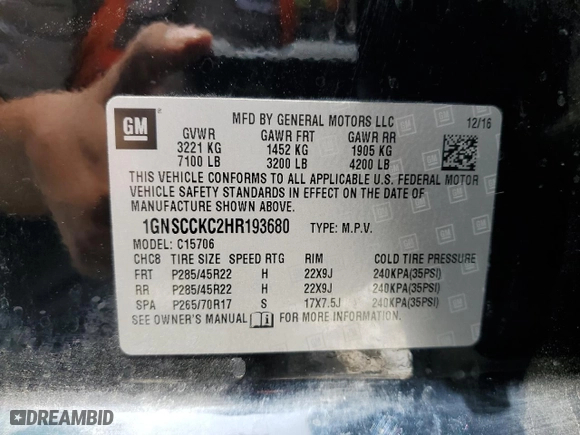 GM
MFD BY GENERAL MOTORS LLC 12/16
GVWR GAWR FRT GAWR RR
3221 KG 1452 KG 1905 KG
7100 LB 3200 LB 4200 LB
THIS VEHICLE CONFORMS TO ALL APPLICABLE U.S. FEDERAL MOTOR
VEHICLE SAFETY STANDARDS IN EFFECT ON THE DATE OF
MANUFACTURE SHOWN ABOVE.
1GNSCCKC2HR193680 TYPE: M.P.V.
MODEL: C15706
CHC8 TIRE SIZE SPEED RTG RIM COLD TIRE PRESSURE
FRT P285/45R22 H 22X9J 240KPA(35PSI)
RR P285/45R22 H 22X9J 240KPA(35PSI)
SPA P265/70R17 S 17X7.5J 240KPA(35PSI)
SEE OWNER'S MANUAL FOR MORE INFORMATION.
DREAMBID